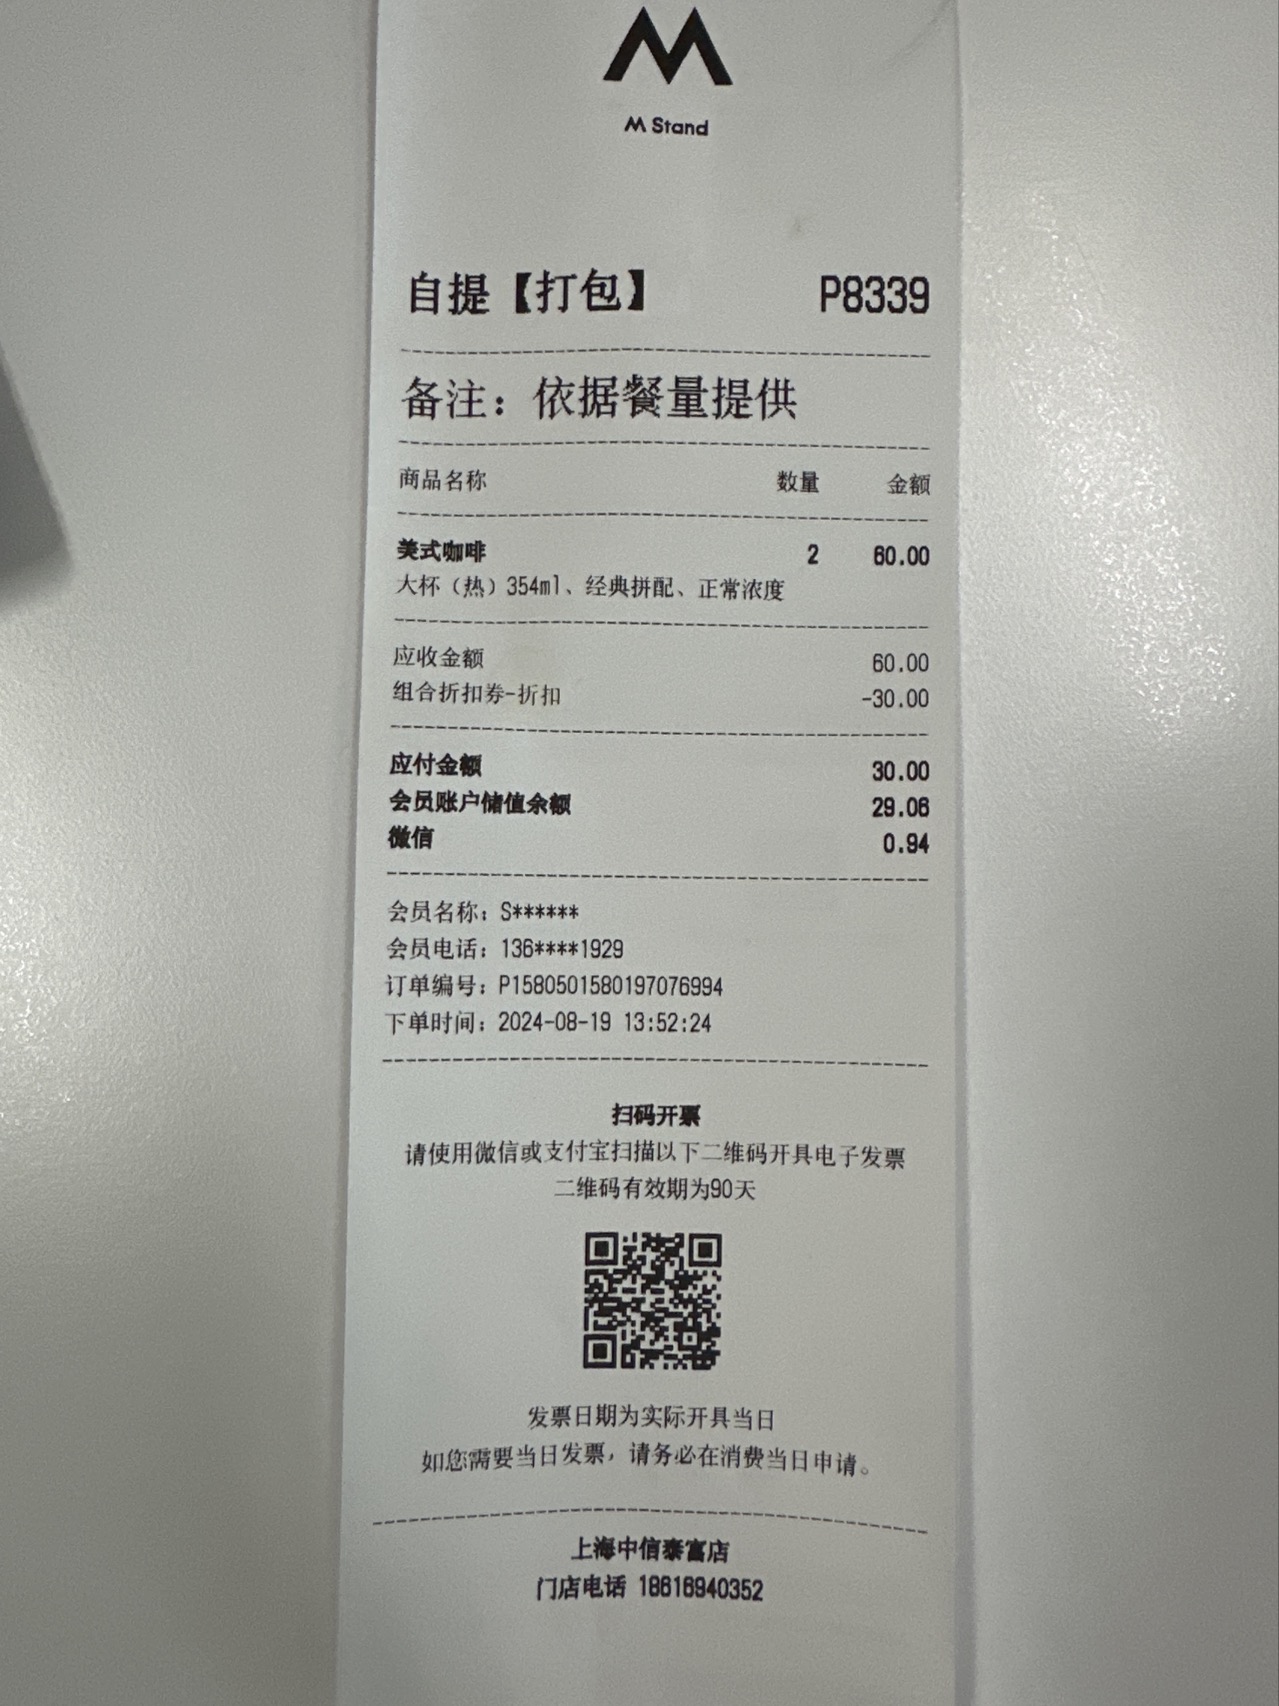 M Stand
自提【打包】 P8339
备注：依据餐量提供
商品名称 数量 金额
美式咖啡 2 60.00
大杯（热）354ml、经典拼配、正常浓度
应收金额 60.00
组合折扣券-折扣 -30.00
应付金额 30.00
会员账户储值余额 29.06
微信 0.94
会员名称：S******
会员电话：136****1929
订单编号：P1580501580197076994
下单时间：2024-08-19 13:52:24
扫码开票
请使用微信或支付宝扫描以下二维码开具电子发票
二维码有效期为90天
发票日期为实际开具当日
如您需要当日发票，请务必在消费当日申请。
上海中信泰富店
门店电话 18616940352